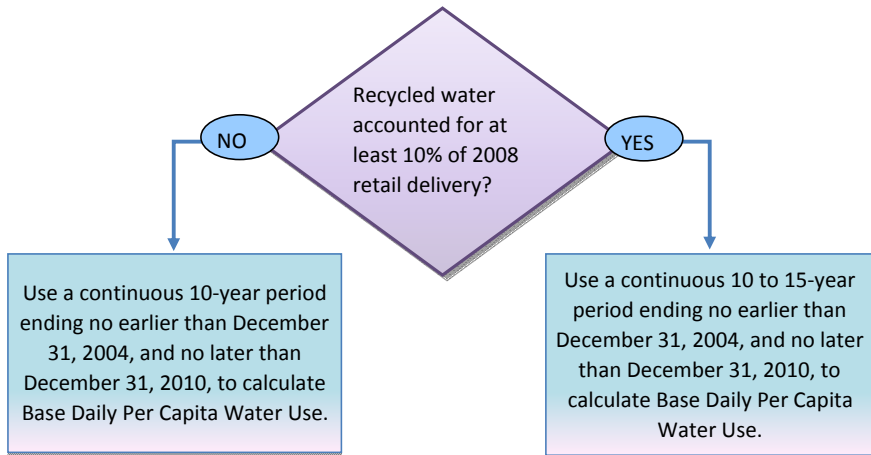 Recycled water
accounted for at
least 10% of 2008
retail delivery?
NO
YES
Use a continuous 10-year period
ending no earlier than December
31, 2004, and no later than
December 31, 2010, to calculate
Base Daily Per Capita Water Use.
Use a continuous 10 to 15-year
period ending no earlier than
December 31, 2004, and no later
than December 31, 2010, to
calculate Base Daily Per Capita
Water Use.